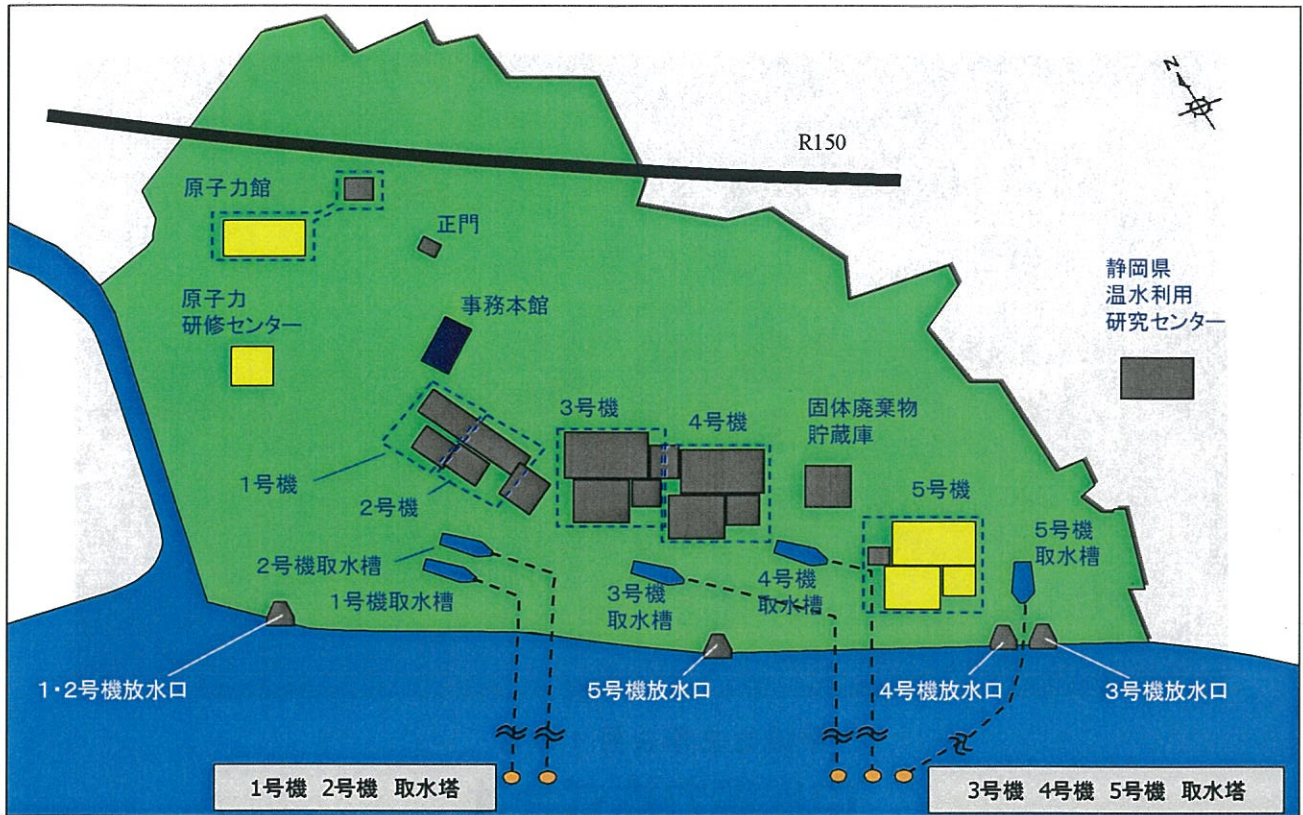 N
R150
原子力館
正門
静岡県
温水利用
研究センター
原子力
研修センター
事務本館
3号機
4号機
固体廃棄物
貯蔵庫
1号機
2号機
5号機
5号機
取水槽
2号機取水槽
1号機取水槽
3号機
取水槽
4号機
取水槽
1・2号機放水口
5号機放水口
4号機放水口
3号機放水口
1号機 2号機 取水塔
3号機 4号機 5号機 取水塔